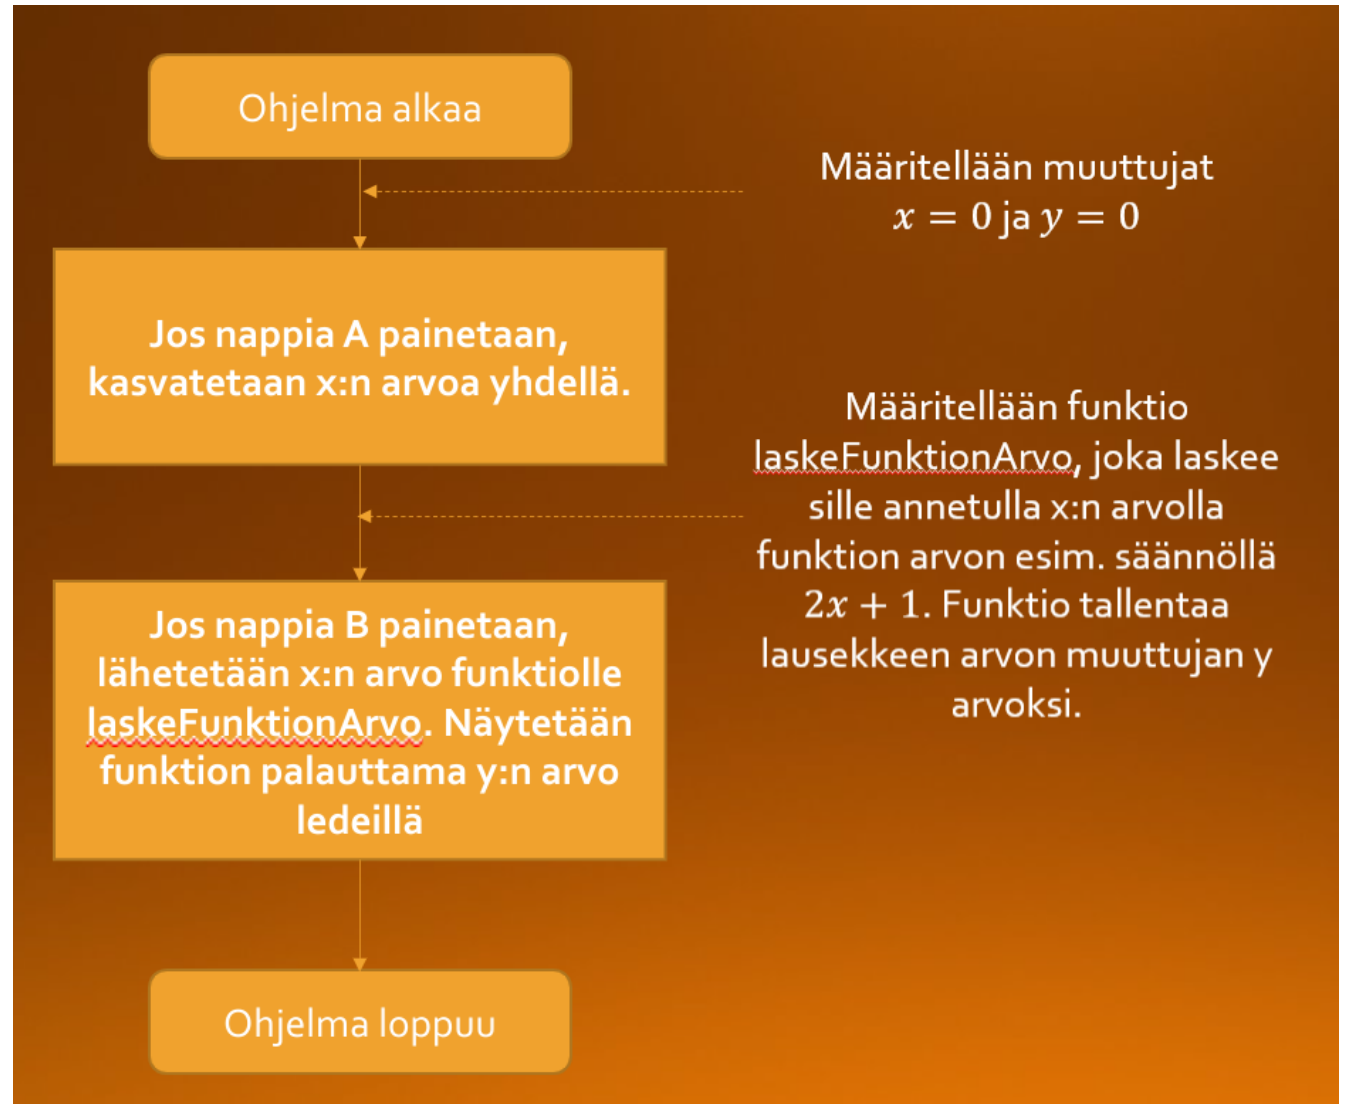 Ohjelma alkaa
Määritellään muuttujat
x = 0 ja y = 0
Jos nappia A painetaan,
kasvatetaan x:n arvoa yhdellä.
Määritellään funktio
laskeFunktionArvo, joka laskee
sille annetulla x:n arvolla
funktion arvon esim. säännöllä
2x + 1. Funktio tallentaa
lausekkeen arvon muuttujan y
arvoksi.
Jos nappia B painetaan,
lähetetään x:n arvo funktiolle
laskeFunktionArvo. Näytetään
funktion palauttama y:n arvo
ledeillä
Ohjelma loppuu